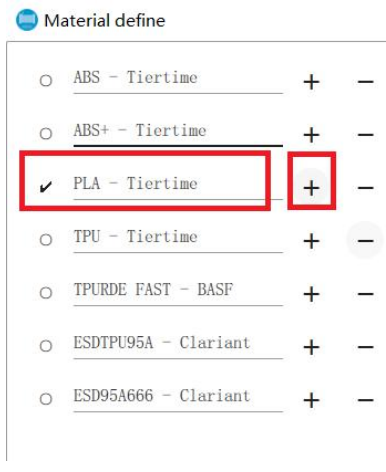 Material define
ABS - Tiertime + −
ABS+ - Tiertime + −
✔ PLA - Tiertime + −
TPU - Tiertime + −
TPURDE FAST - BASF + −
ESDTPU95A - Clariant + −
ESD95A666 - Clariant + −